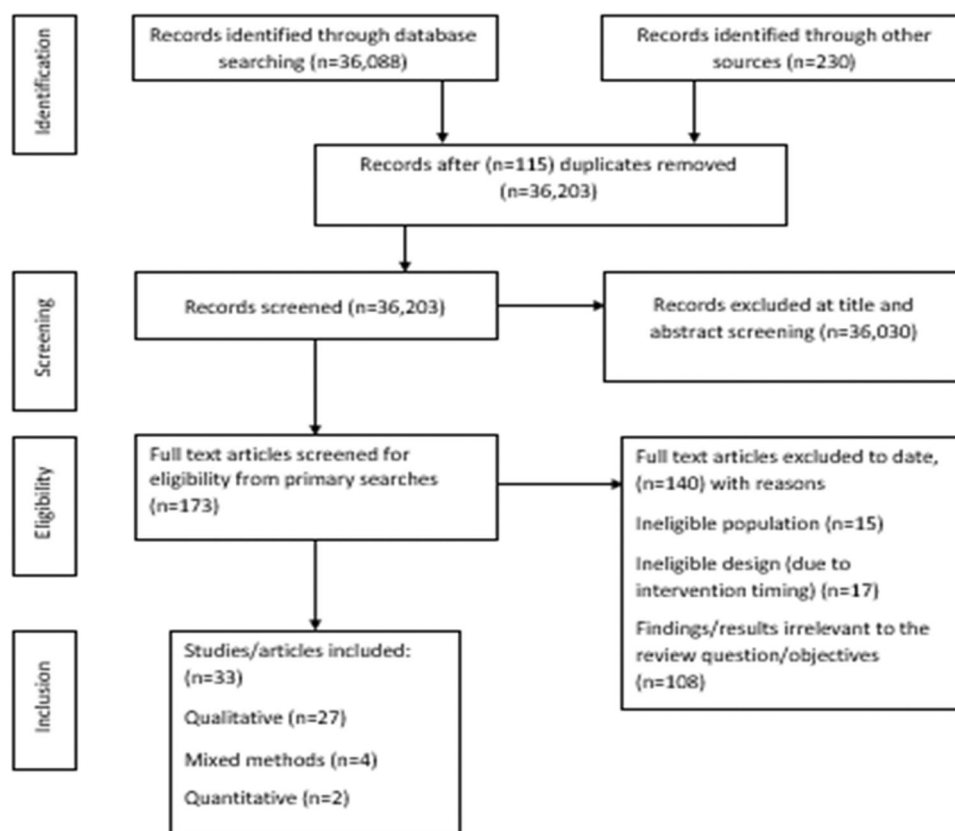 Identification
Records identified through database
searching (n=36,088)
Records identified through other
sources (n=230)
Records after (n=115) duplicates removed
(n=36,203)
Screening
Records screened (n=36,203)
Records excluded at title and
abstract screening (n=36,030)
Eligibility
Full text articles screened for
eligibility from primary searches
(n=173)
Full text articles excluded to date,
(n=140) with reasons
Ineligible population (n=15)
Ineligible design (due to
intervention timing) (n=17)
Findings/results irrelevant to the
review question/objectives
(n=108)
Inclusion
Studies/articles included:
(n=33)
Qualitative (n=27)
Mixed methods (n=4)
Quantitative (n=2)